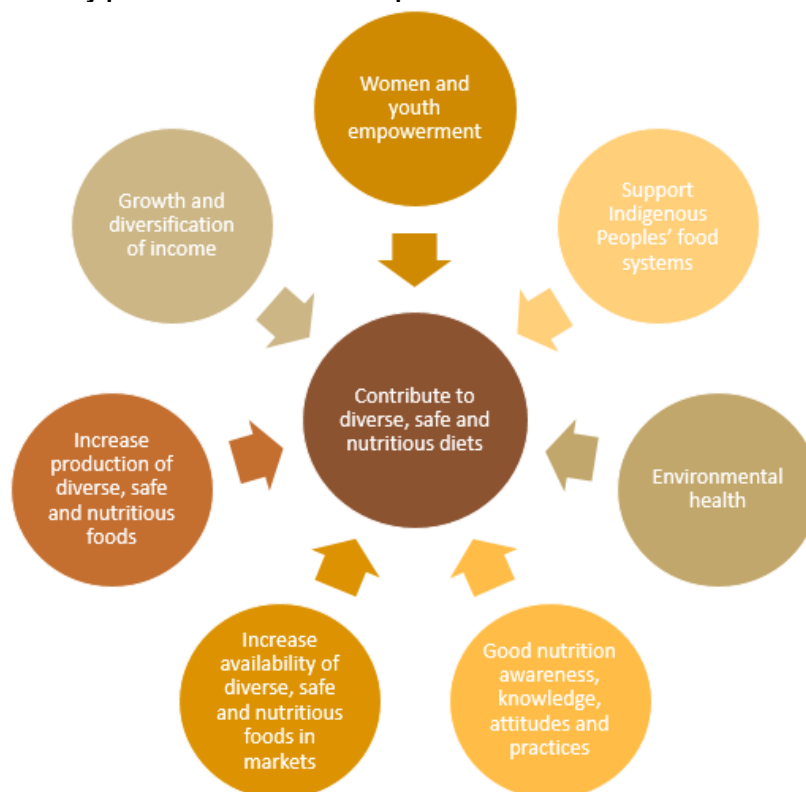 Women and
youth
empowerment
Support
Indigenous
Peoples' food
systems
Environmental
health
Good nutrition
awareness,
knowledge,
attitudes and
practices
Increase
availability of
diverse, safe
and nutritious
foods in
markets
Increase
production of
diverse, safe
and nutritious
foods
Growth and
diversification
of income
Contribute to
diverse, safe and
nutritious diets